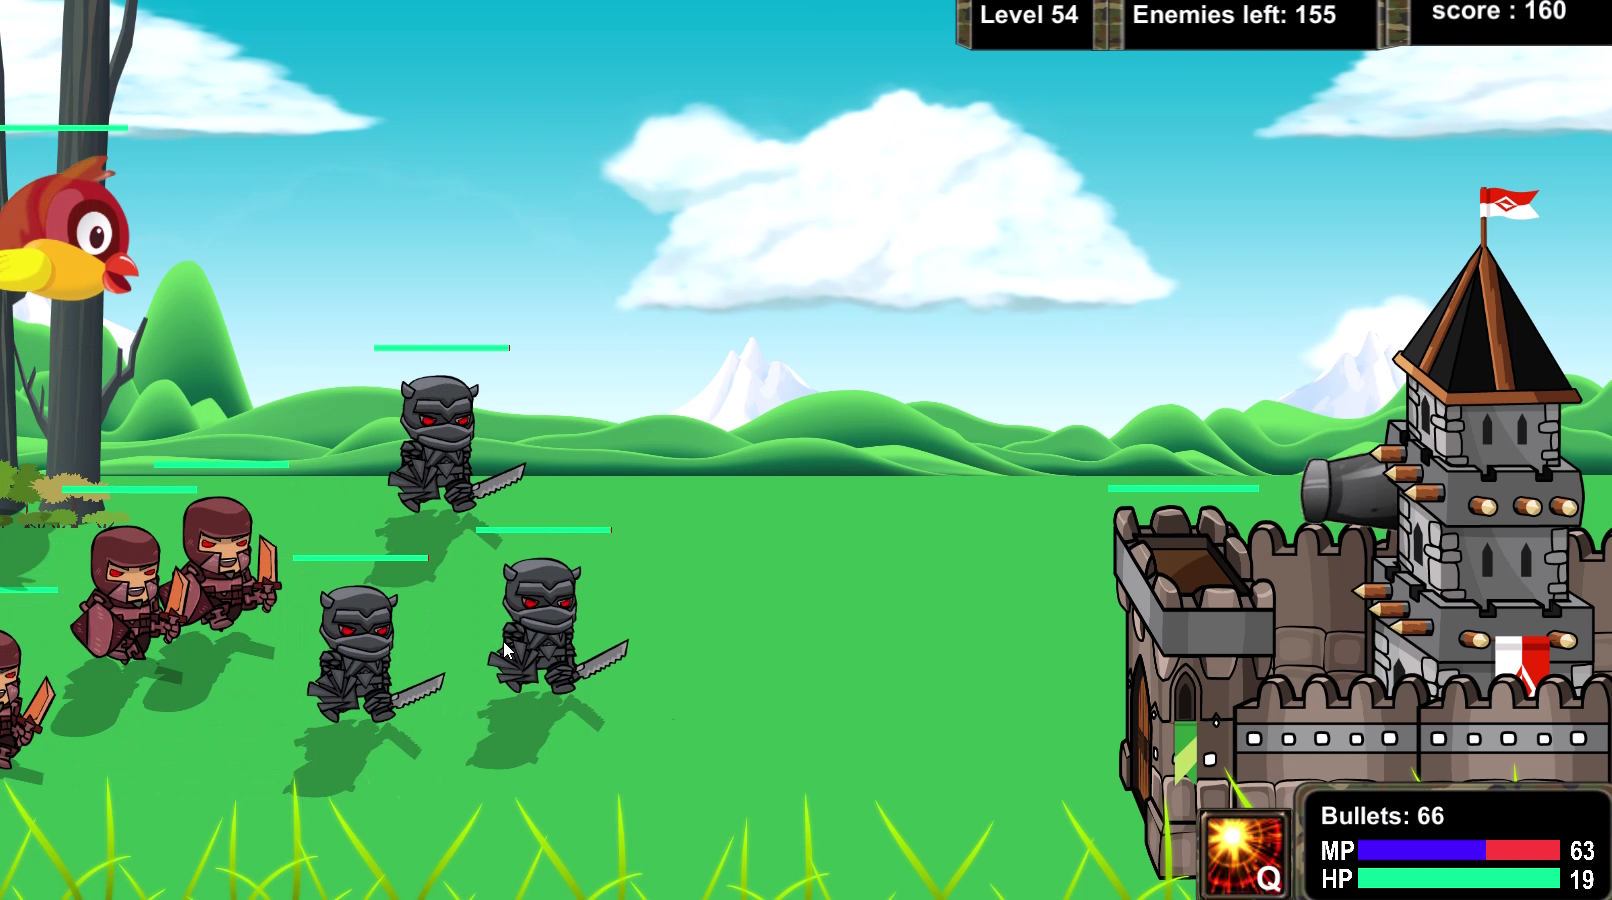 Level 54
Enemies left: 155
score : 160
Bullets: 66
MP 63
HP 19
Q